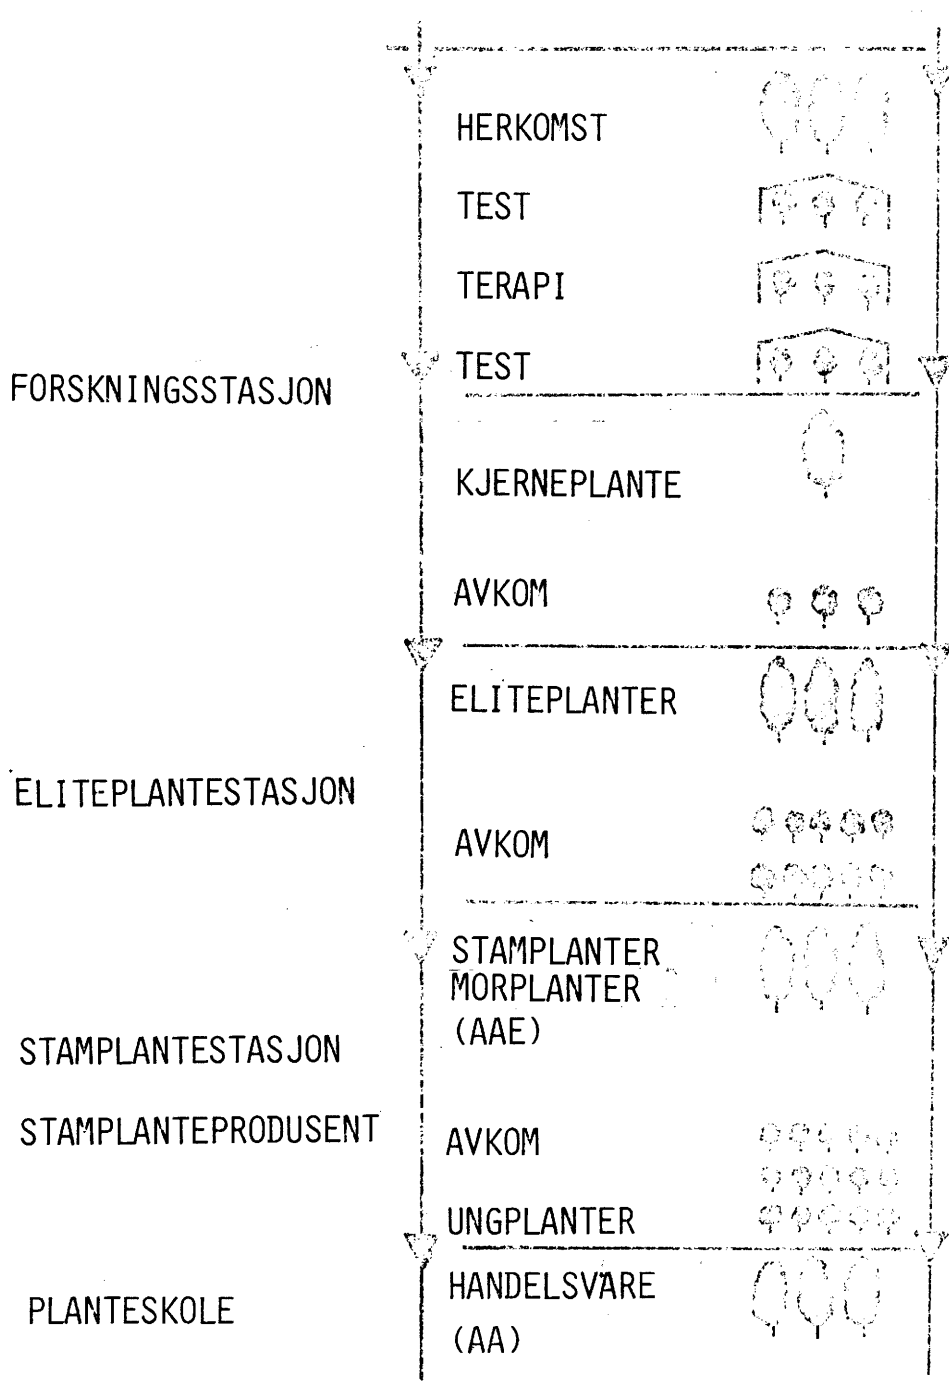 HERKOMST
TEST
TERAPI
TEST
FORSKNINGSSTASJON
KJERNEPLANTE
AVKOM
ELITEPLANTER
ELITEPLANTESTASJON
AVKOM
STAMPLANTER
MORPLANTER
(AAE)
STAMPLANTESTASJON
STAMPLANTEPRODUSENT
AVKOM
UNGPLANTER
HANDELSVARE
PLANTESKOLE
(AA)